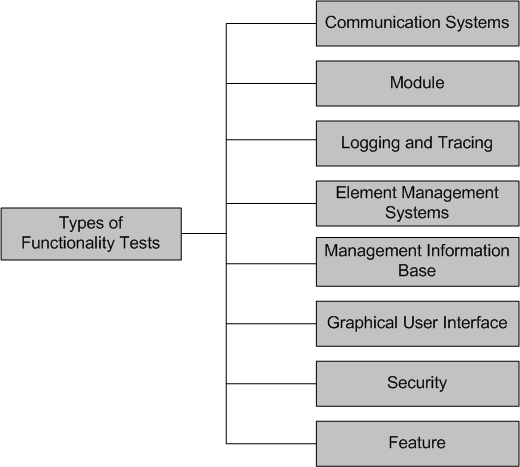 Communication Systems
Module
Logging and Tracing
Element Management
Systems
Types of
Functionality Tests
Management Information
Base
Graphical User Interface
Security
Feature